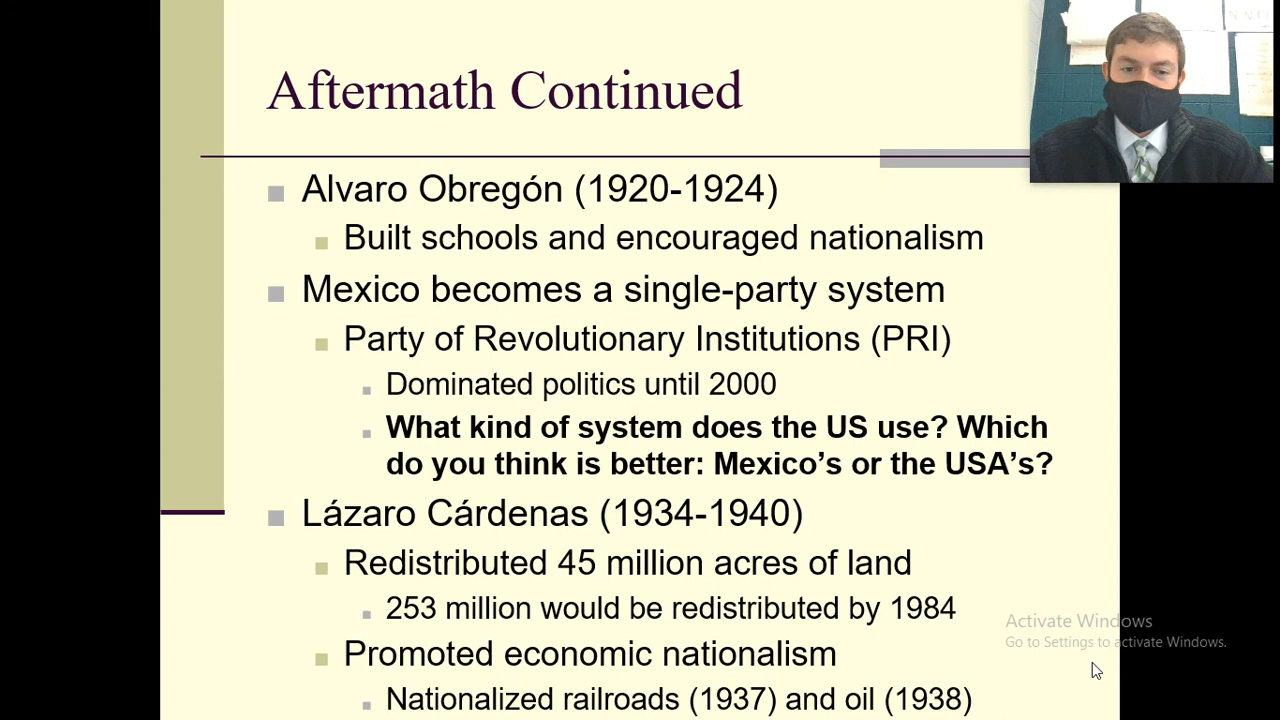 Aftermath Continued
Alvaro Obregón (1920-1924)
Built schools and encouraged nationalism
Mexico becomes a single-party system
Party of Revolutionary Institutions (PRI)
Dominated politics until 2000
What kind of system does the US use? Which
do you think is better: Mexico’s or the USA’s?
Lázaro Cárdenas (1934-1940)
Redistributed 45 million acres of land
253 million would be redistributed by 1984
Promoted economic nationalism
Nationalized railroads (1937) and oil (1938)
Activate Windows
Go to Settings to activate Windows.